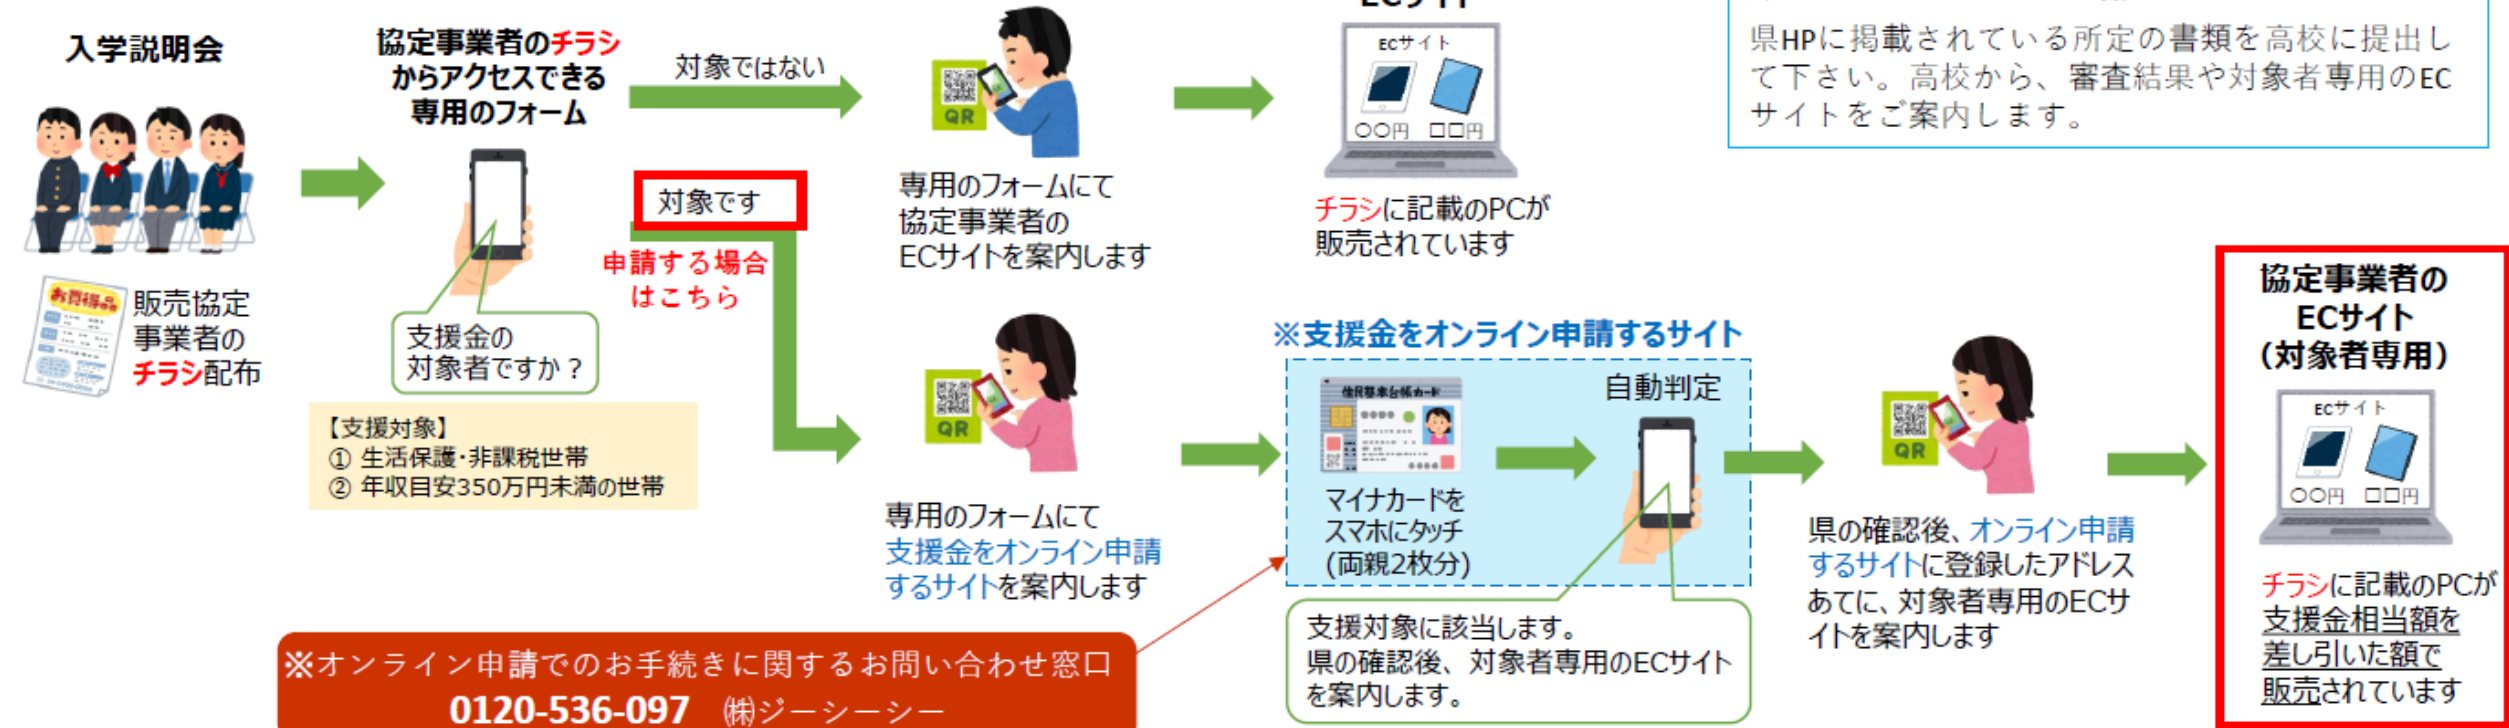 入学説明会
販売協定
事業者の
チラシ配布
お買得品
協定事業者のチラシ
からアクセスできる
専用のフォーム
支援金の
対象者ですか？
【支援対象】
① 生活保護・非課税世帯
② 年収目安350万円未満の世帯
対象ではない
QR
専用のフォームにて
協定事業者の
ECサイトを案内します
ECサイト
ECサイト
〇〇円 □□円
チラシに記載のPCが
販売されています
県HPに掲載されている所定の書類を高校に提出し
て下さい。高校から、審査結果や対象者専用のEC
サイトをご案内します。
対象です
申請する場合
はこちら
QR
専用のフォームにて
支援金をオンライン申請
するサイトを案内します
※支援金をオンライン申請するサイト
住民基本台帳カード
マイナカードを
スマホにタッチ
(両親2枚分)
自動判定
支援対象に該当します。
県の確認後、対象者専用のECサイト
を案内します。
QR
県の確認後、オンライン申請
するサイトに登録したアドレス
あてに、対象者専用のECサ
イトを案内します
協定事業者の
ECサイト
（対象者専用）
ECサイト
〇〇円 □□円
チラシに記載のPCが
支援金相当額を
差し引いた額で
販売されています
※オンライン申請でのお手続きに関するお問い合わせ窓口
0120-536-097 ㈱ジーシーシー